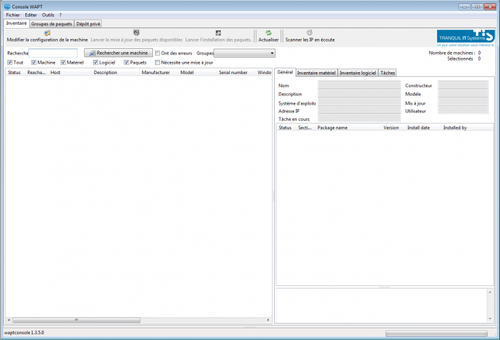 Console WAPT
Fichier Editer Outils ?
Inventaire Groupes de paquets Dépôt privé
Modifier la configuration de la machine Lancer la mise à jour des paquets disponibles Lancer l'installation des paquets. Actualiser Scanner les IP en écoute
TRANQUIL IT Systems
TIS
Recherche Rechercher une machine Ont des erreurs Groupes
Nombre de machines : 0
Sélectionnés : 0
Tout Machine Matériel Logiciel Paquets Nécessite une mise à jour
Status Reacha... Host Description Manufacturer Model Serial number Windo
Général Inventaire matériel Inventaire logiciel Tâches
Nom Constructeur
Description Modèle
Système d'exploits Mis à jour
Adresse IP Utilisateur
Tâche en cours
Status Secti... Package name Version Install date Installed by
waptconsole 1.3.5.0